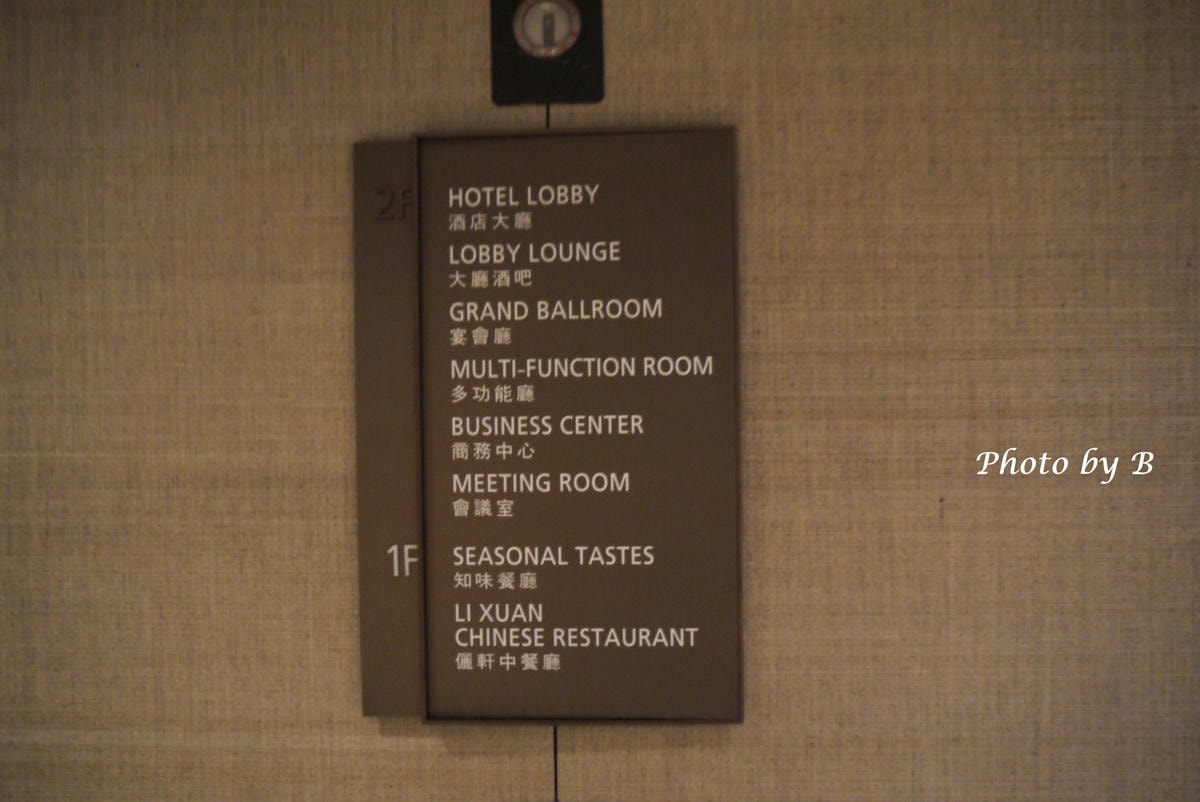 2F
HOTEL LOBBY
酒店大廳
LOBBY LOUNGE
大廳酒吧
GRAND BALLROOM
宴會廳
MULTI-FUNCTION ROOM
多功能廳
BUSINESS CENTER
商務中心
MEETING ROOM
會議室
1F
SEASONAL TASTES
知味餐廳
LI XUAN
CHINESE RESTAURANT
儷軒中餐廳
Photo by B